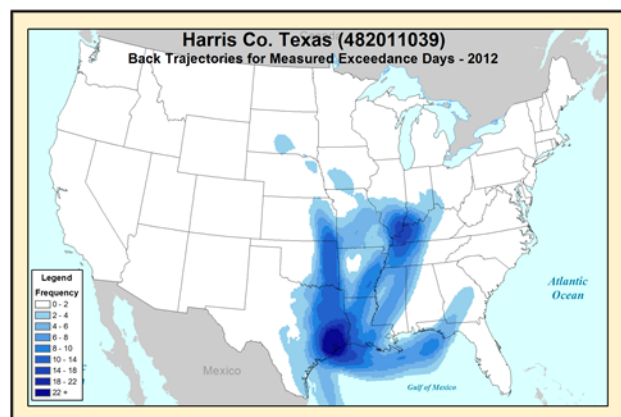 Harris Co. Texas (482011039)
Back Trajectories for Measured Exceedance Days - 2012
Atlantic
Ocean
Legend
Frequency
0 - 2
2 - 4
4 - 6
6 - 8
8 - 10
10 - 14
14 - 18
18 - 22
22 +
Mexico
Gulf of Mexico